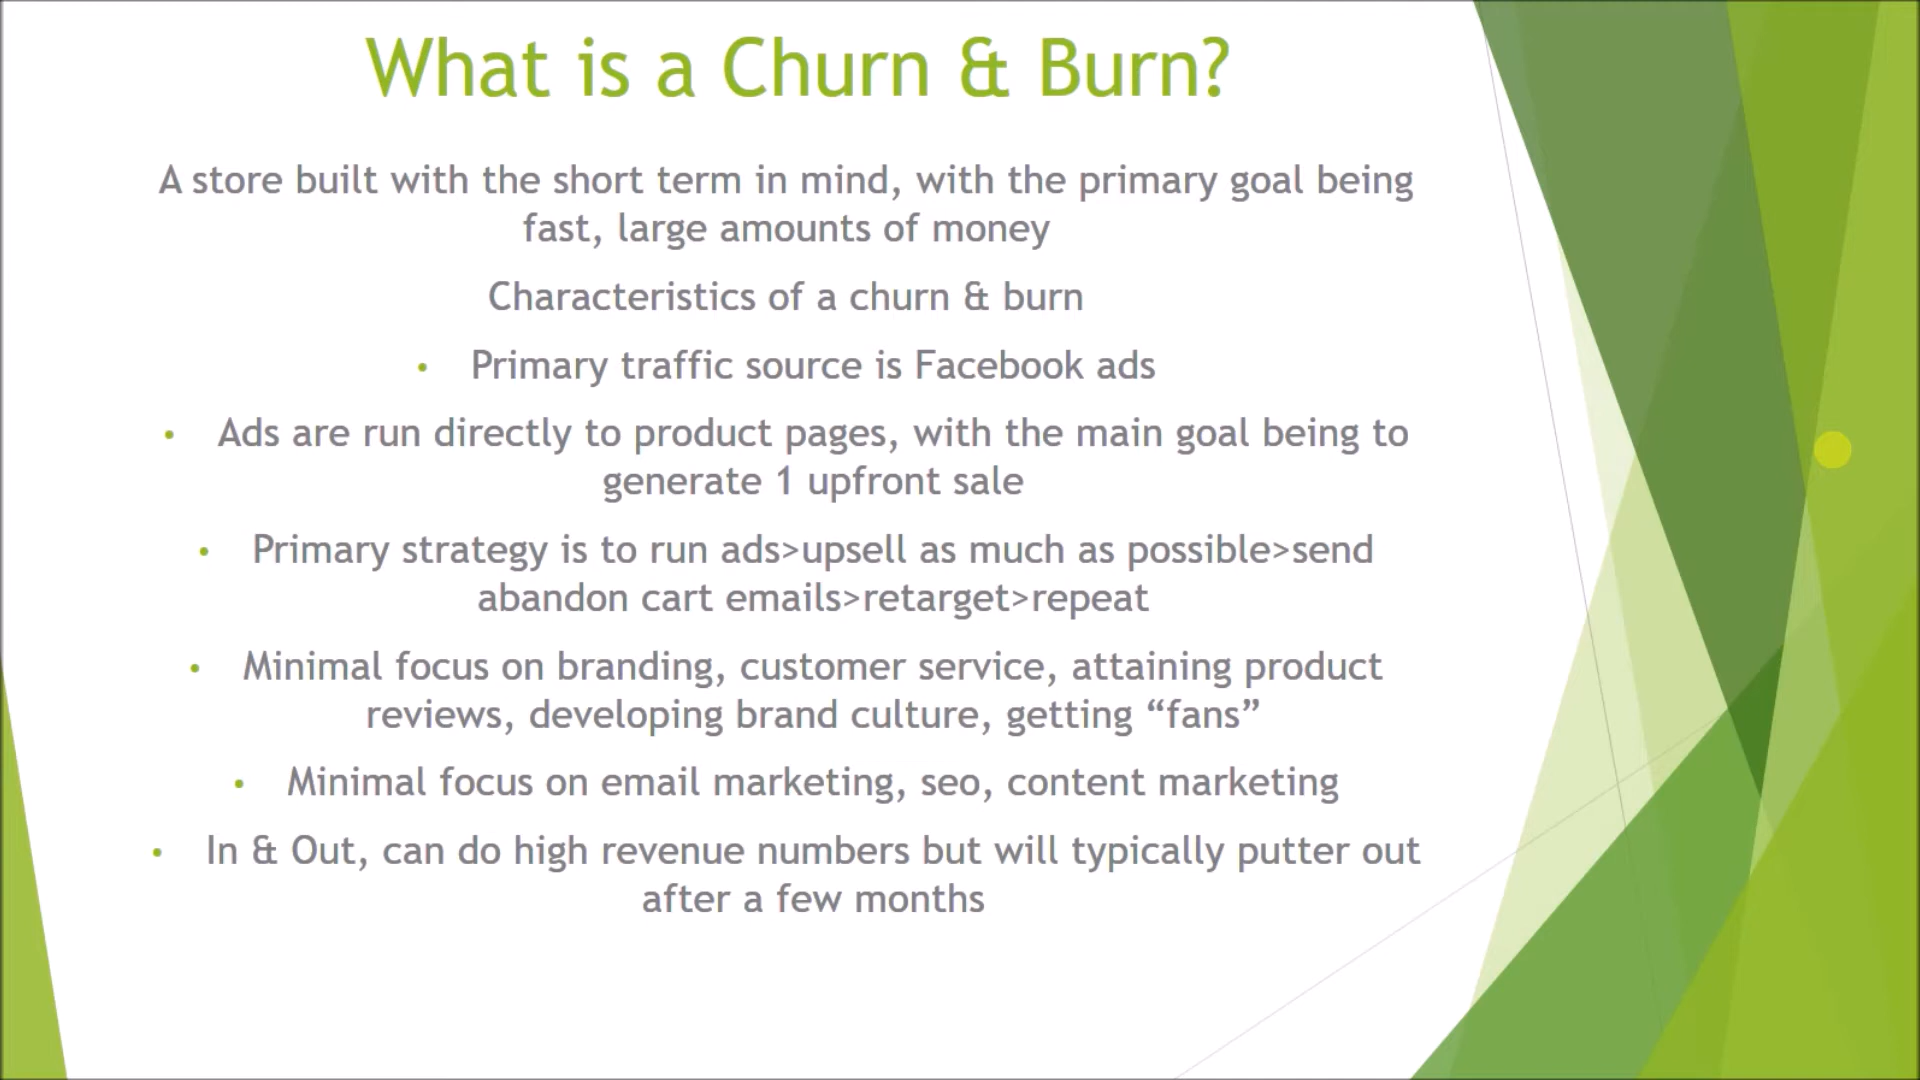 What is a Churn & Burn?
A store built with the short term in mind, with the primary goal being
fast, large amounts of money
Characteristics of a churn & burn
• Primary traffic source is Facebook ads
• Ads are run directly to product pages, with the main goal being to
generate 1 upfront sale
• Primary strategy is to run ads>upsell as much as possible>send
abandon cart emails>retarget>repeat
• Minimal focus on branding, customer service, attaining product
reviews, developing brand culture, getting “fans”
• Minimal focus on email marketing, seo, content marketing
• In & Out, can do high revenue numbers but will typically putter out
after a few months